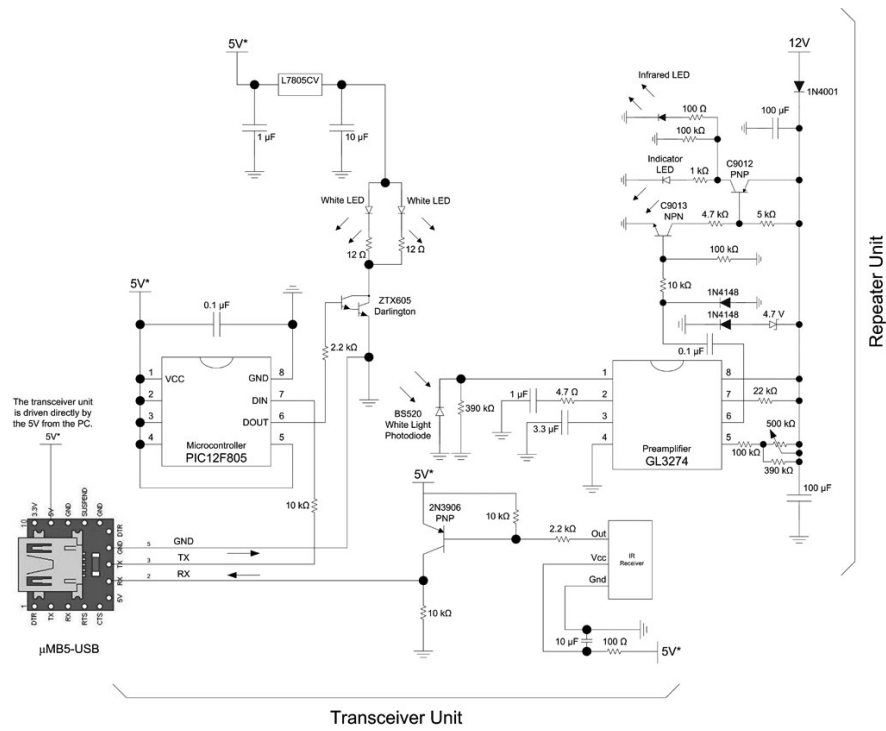 5V*
L7805CV
1 µF
10 µF
White LED
White LED
12 Ω
12 Ω
5V*
0.1 µF
ZTX605
Darlington
2.2 kΩ
1
VCC
GND
8
2
DIN
7
3
DOUT
6
4
5
Microcontroller
PIC12F805
The transceiver unit
is driven directly by
the 5V from the PC.
5V*
10 kΩ
10
3.3V
5V
GND
SUSPEND
GND
DTR
GND
TX
RX
5V
1
DTR
TX
RX
RTS
CTS
µMB5-USB
5
GND
3
TX
2
RX
5V*
2N3906
PNP
10 kΩ
2.2 kΩ
10 kΩ
Out
Vcc
Gnd
IR
Receiver
10 µF
100 Ω
5V*
12V
1N4001
Infrared LED
100 Ω
100 kΩ
100 µF
Indicator
LED
1 kΩ
C9012
PNP
C9013
NPN
4.7 kΩ
5 kΩ
100 kΩ
10 kΩ
1N4148
1N4148
4.7 V
0.1 µF
BS520
White Light
Photodiode
390 kΩ
1 µF
4.7 Ω
3.3 µF
1
8
2
7
3
6
4
5
Preamplifier
GL3274
22 kΩ
500 kΩ
100 kΩ
390 kΩ
100 µF
Repeater Unit
Transceiver Unit